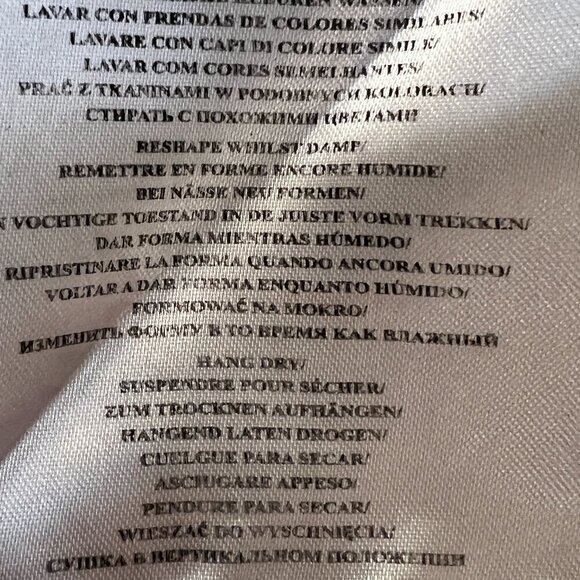 KLEUREN WASSEN/
LAVAR CON PRENDAS DE COLORES SIMILARES/
LAVARE CON CAPI DI COLORE SIMILE/
LAVAR COM CORES SEMELHANTES/
PRAĆ Z TKANINAMI W PODOBNYCH KOLORACH/
СТИРАТЬ С ПОХОЖИМИ ЦВЕТАМИ
RESHAPE WHILST DAMP/
REMETTRE EN FORME ENCORE HUMIDE/
BEI NÄSSE NEU FORMEN/
VOCHTIGE TOESTAND IN DE JUISTE VORM TREKKEN/
DAR FORMA MIENTRAS HÚMEDO/
RIPRISTINARE LA FORMA QUANDO ANCORA UMIDO/
VOLTAR A DAR FORMA ENQUANTO HÚMIDO/
FORMOWAĆ NA MOKRO/
ИЗМЕНИТЬ ФОРМУ В ТО ВРЕМЯ КАК ВЛАЖНЫЙ
HANG DRY/
SUSPENDRE POUR SÉCHER/
ZUM TROCKNEN AUFHÄNGEN/
HANGEND LATEN DROGEN/
CUELGUE PARA SECAR/
ASCIUGARE APPESO/
PENDURE PARA SECAR/
WIESZAĆ DO WYSCHNIĘCIA/
СУШКА В ВЕРТИКАЛЬНОМ ПОЛОЖЕНИИ